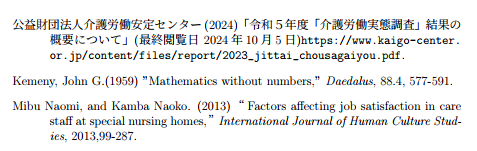 公益財団法人介護労働安定センター (2024)「令和５年度「介護労働実態調査」結果の
概要について」(最終閲覧日 2024 年 10 月 5 日)https://www.kaigo-center.
or.jp/content/files/report/2023_jittai_chousagaiyou.pdf.
Kemeny, John G.(1959) ”Mathematics without numbers,” Daedalus, 88.4, 577-591.
Mibu Naomi, and Kamba Naoko. (2013) “ Factors affecting job satisfaction in care
staff at special nursing homes,” International Journal of Human Culture Stud-
ies, 2013,99-287.